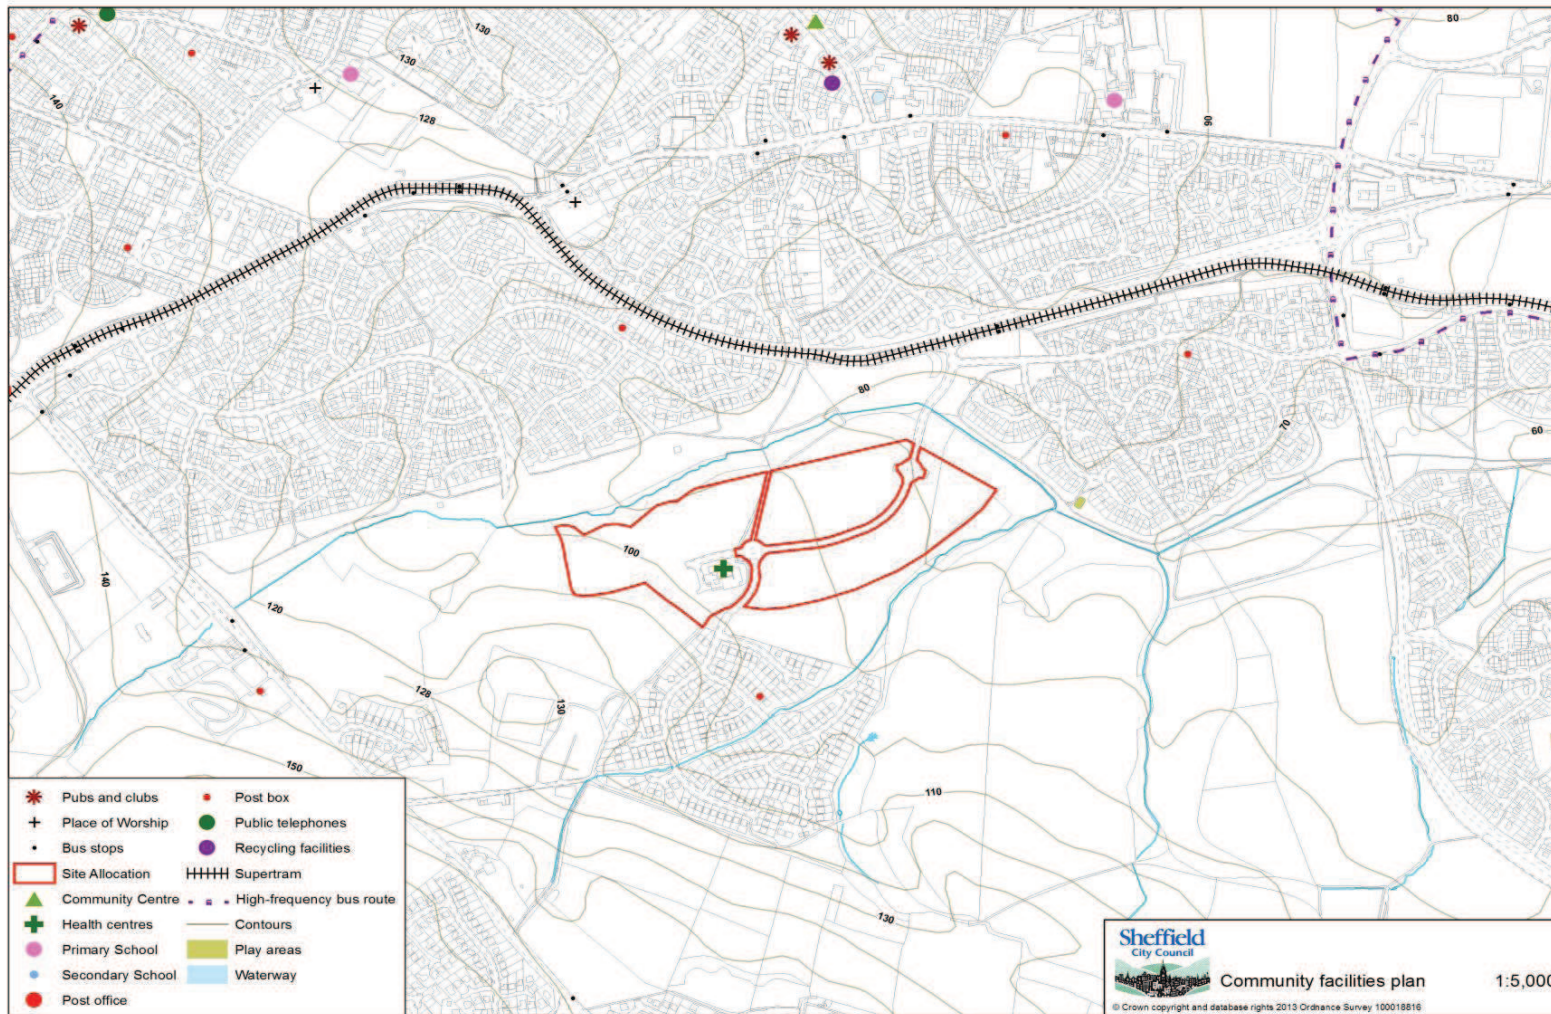 80
130
130
140
128
90
80
70
60
100
140
120
128
130
150
110
130
Pubs and clubs
Post box
Place of Worship
Public telephones
Bus stops
Recycling facilities
Site Allocation
Supertram
Community Centre
High-frequency bus route
Health centres
Contours
Primary School
Play areas
Secondary School
Waterway
Post office
Sheffield
City Council
Community facilities plan
1:5,000
© Crown copyright and database rights 2013 Ordnance Survey 100018816